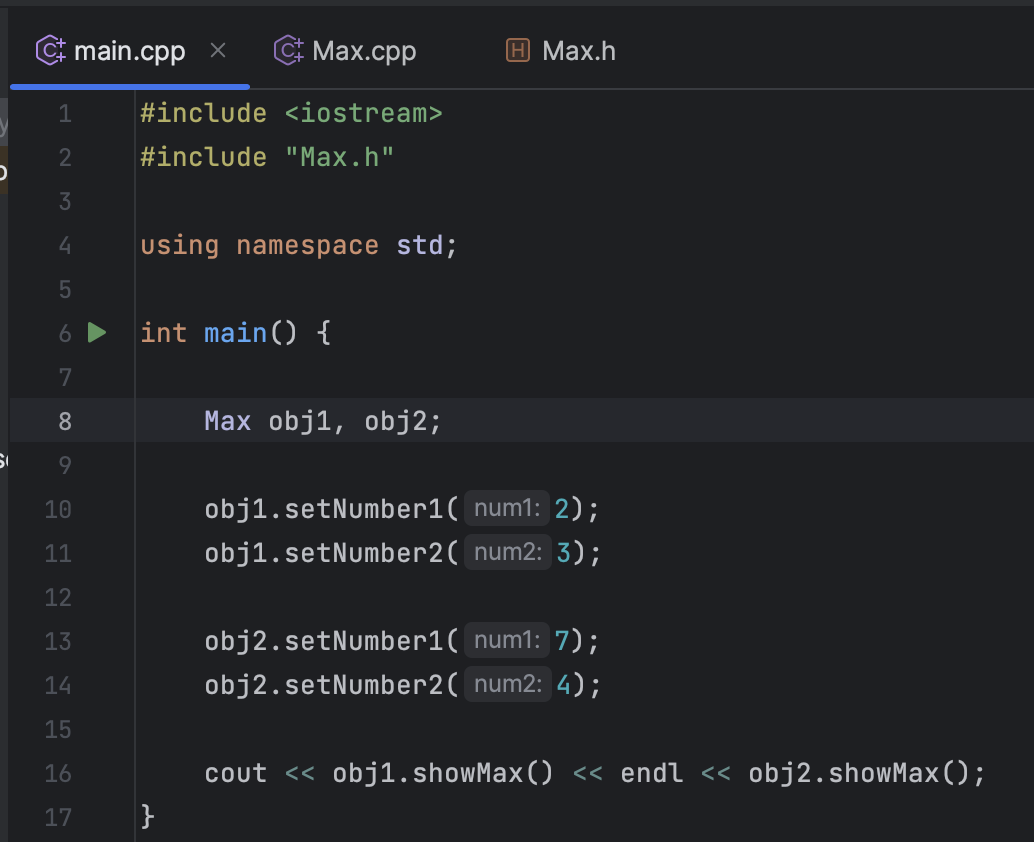 main.cpp × Max.cpp Max.h
1 #include <iostream>
2 #include "Max.h"
3
4 using namespace std;
5
6 int main() {
7
8 Max obj1, obj2;
9
10 obj1.setNumber1( num1: 2);
11 obj1.setNumber2( num2: 3);
12
13 obj2.setNumber1( num1: 7);
14 obj2.setNumber2( num2: 4);
15
16 cout << obj1.showMax() << endl << obj2.showMax();
17 }